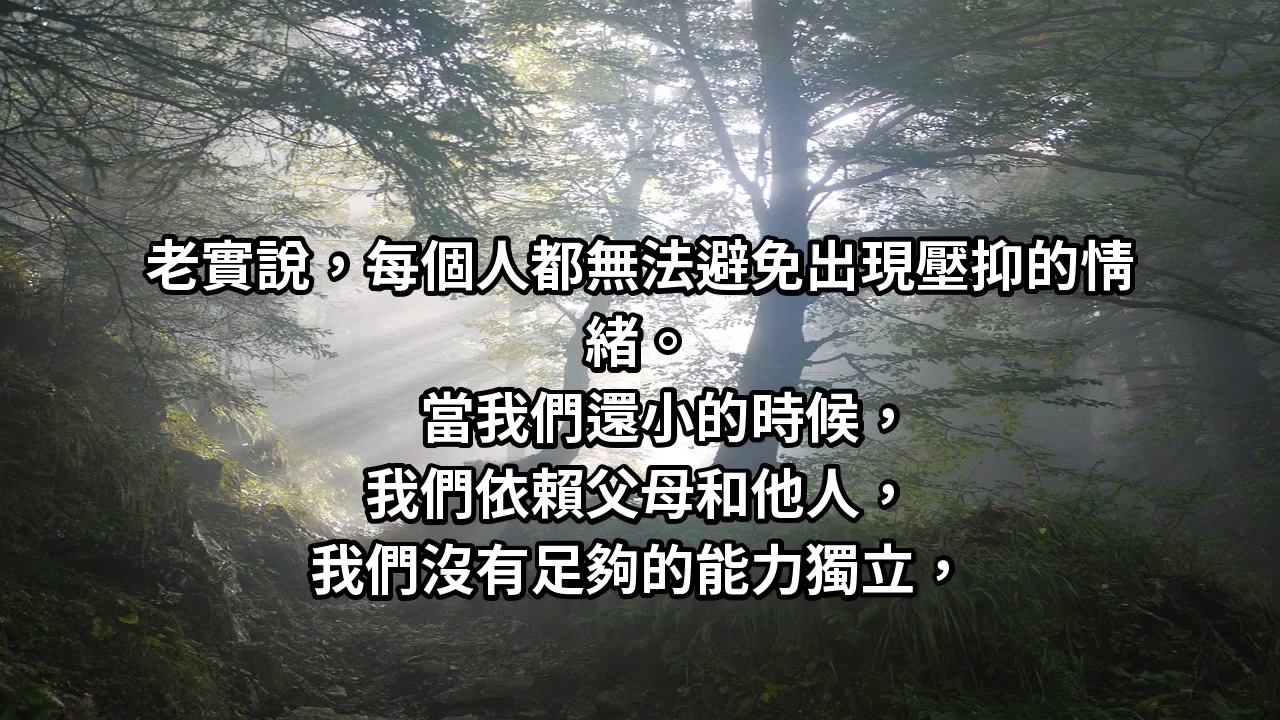 老實說，每個人都無法避免出現壓抑的情
緒。
當我們還小的時候，
我們依賴父母和他人，
我們沒有足夠的能力獨立，